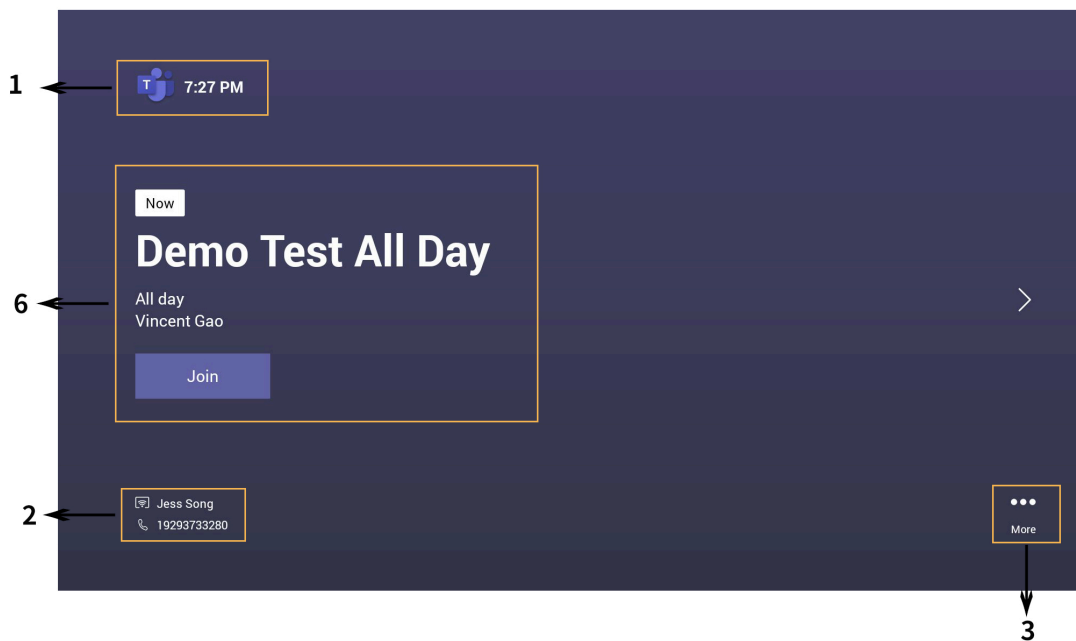 1
T 7:27 PM
Now
Demo Test All Day
6
All day
Vincent Gao
Join
2
Jess Song
19293733280
More
3